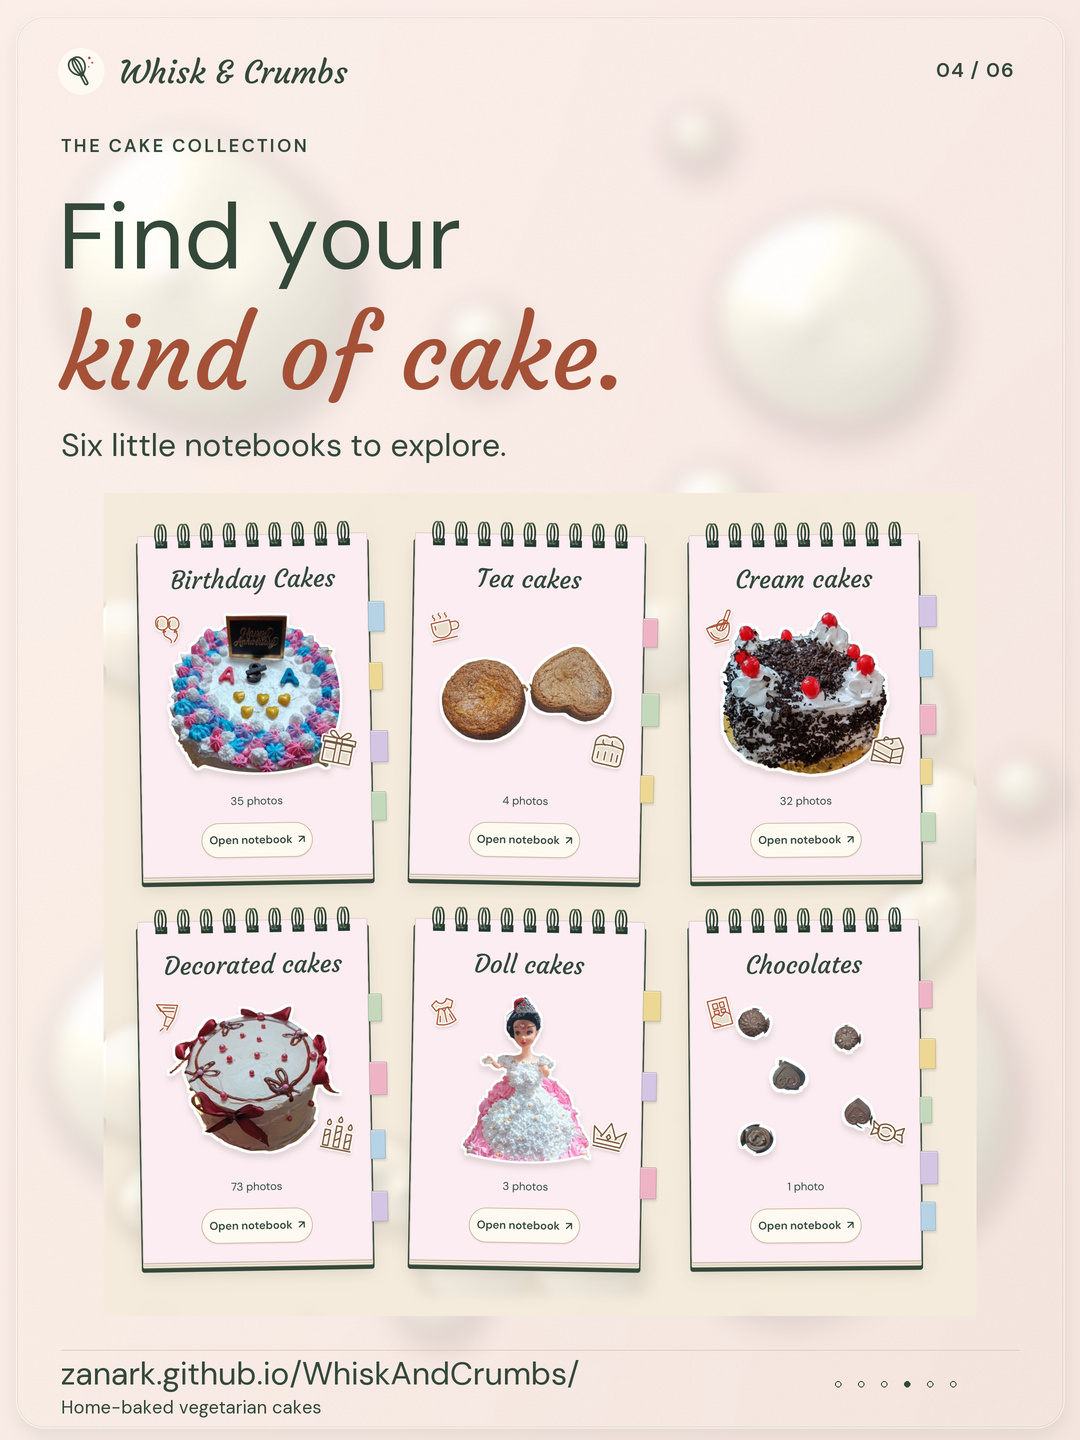 Whisk & Crumbs
04 / 06
THE CAKE COLLECTION
Find your
kind of cake.
Six little notebooks to explore.
Birthday Cakes
Happy
Anniversary
A & A
35 photos
Open notebook
Tea cakes
4 photos
Open notebook
Cream cakes
32 photos
Open notebook
Decorated cakes
73 photos
Open notebook
Doll cakes
3 photos
Open notebook
Chocolates
1 photo
Open notebook
zanark.github.io/WhiskAndCrumbs/
Home-baked vegetarian cakes